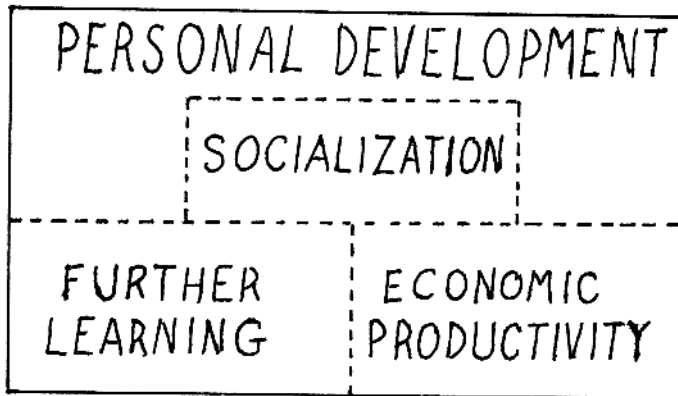 PERSONAL DEVELOPMENT
SOCIALIZATION
FURTHER
LEARNING
ECONOMIC
PRODUCTIVITY